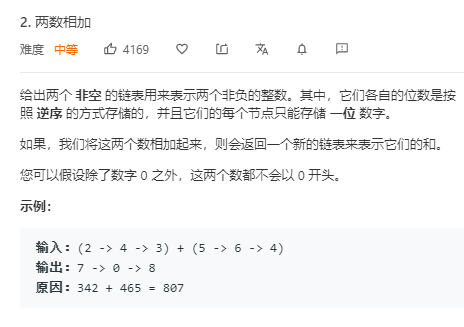 2. 两数相加
难度 中等 4169
给出两个 非空 的链表用来表示两个非负的整数。其中，它们各自的位数是按
照 逆序 的方式存储的，并且它们的每个节点只能存储 一位 数字。
如果，我们将这两个数相加起来，则会返回一个新的链表来表示它们的和。
您可以假设除了数字 0 之外，这两个数都不会以 0 开头。
示例：
输入：(2 -> 4 -> 3) + (5 -> 6 -> 4)
输出：7 -> 0 -> 8
原因：342 + 465 = 807